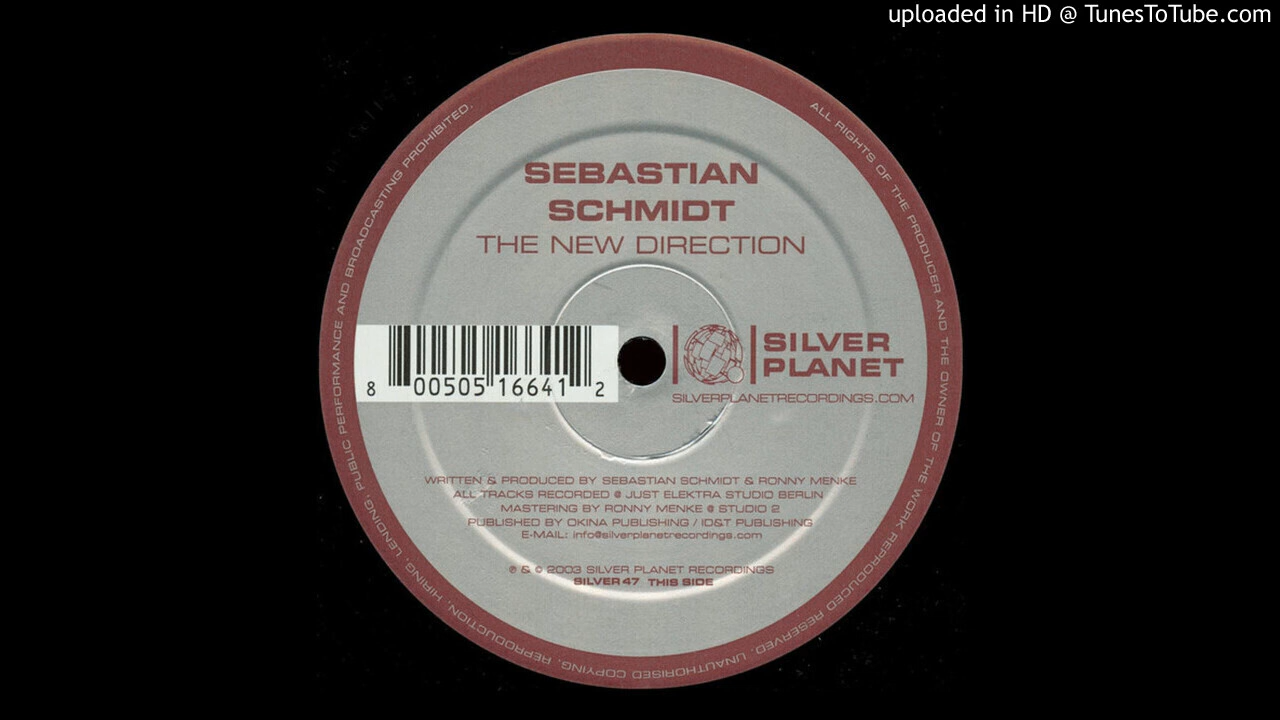 uploaded in HD @ TunesToTube.com
SEBASTIAN
SCHMIDT
THE NEW DIRECTION
8 00505 16641 2
SILVER
PLANET
SILVERPLANETRECORDINGS.COM
WRITTEN & PRODUCED BY SEBASTIAN SCHMIDT & RONNY MENKE
ALL TRACKS RECORDED @ JUST ELEKTRA STUDIO BERLIN
MASTERING BY RONNY MENKE @ STUDIO 2
PUBLISHED BY OKINA PUBLISHING / ID&T PUBLISHING
E-MAIL: info@silverplanetrecordings.com
℗ & © 2003 SILVER PLANET RECORDINGS
SILVER47 THIS SIDE
ALL RIGHTS OF THE PRODUCER AND THE OWNER OF THE WORK REPRODUCED RESERVED. UNAUTHORISED COPYING, REPRODUCTION, HIRING, LENDING, PUBLIC PERFORMANCE AND BROADCASTING PROHIBITED.